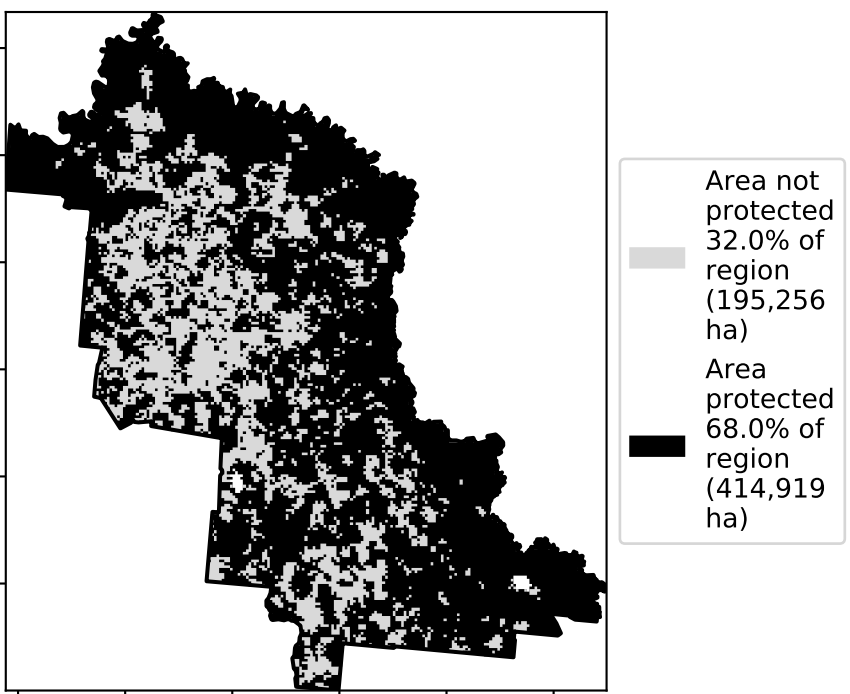 Area not
protected
32.0% of
region
(195,256
ha)
Area
protected
68.0% of
region
(414,919
ha)